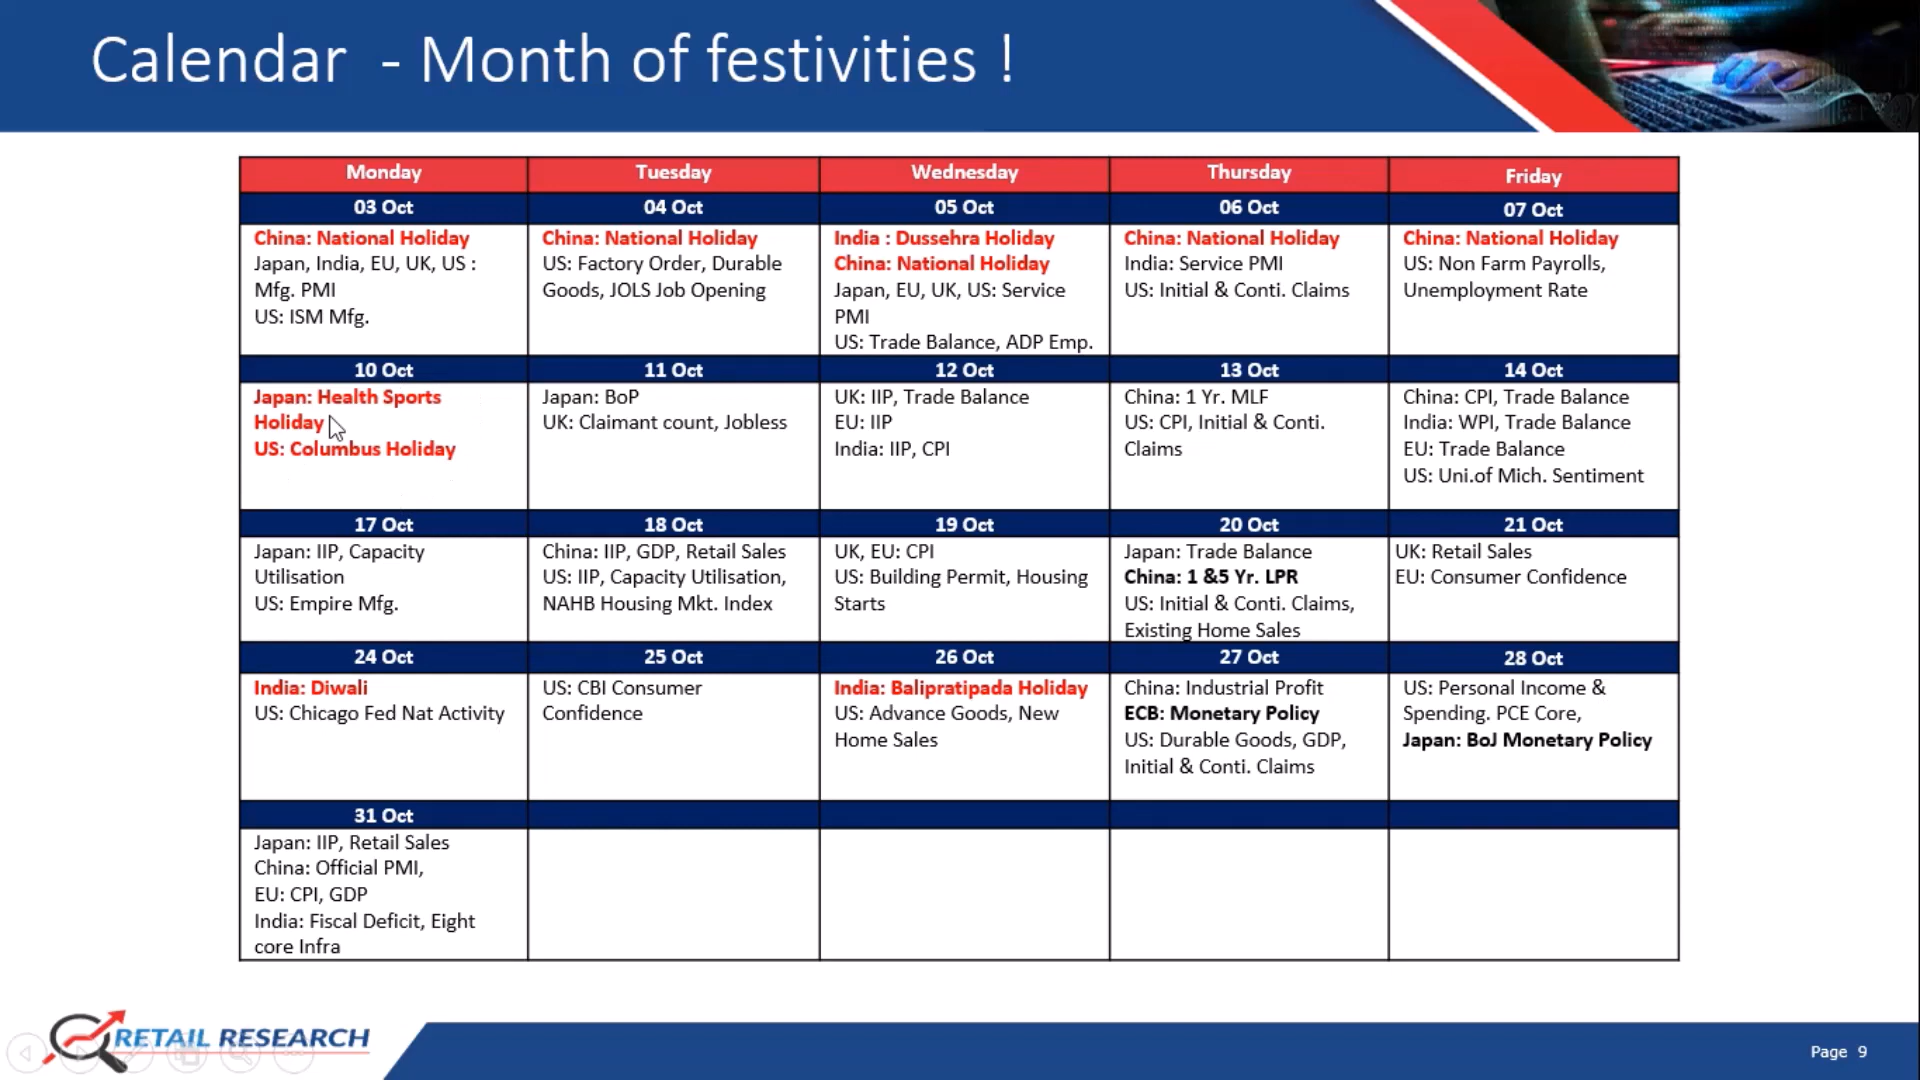 Calendar - Month of festivities !
Monday Tuesday Wednesday Thursday Friday
03 Oct 04 Oct 05 Oct 06 Oct 07 Oct
China: National Holiday
Japan, India, EU, UK, US :
Mfg. PMI
US: ISM Mfg.
China: National Holiday
US: Factory Order, Durable
Goods, JOLS Job Opening
India : Dussehra Holiday
China: National Holiday
Japan, EU, UK, US: Service
PMI
US: Trade Balance, ADP Emp.
China: National Holiday
India: Service PMI
US: Initial & Conti. Claims
China: National Holiday
US: Non Farm Payrolls,
Unemployment Rate
10 Oct 11 Oct 12 Oct 13 Oct 14 Oct
Japan: Health Sports
Holiday
US: Columbus Holiday
Japan: BoP
UK: Claimant count, Jobless
UK: IIP, Trade Balance
EU: IIP
India: IIP, CPI
China: 1 Yr. MLF
US: CPI, Initial & Conti.
Claims
China: CPI, Trade Balance
India: WPI, Trade Balance
EU: Trade Balance
US: Uni.of Mich. Sentiment
17 Oct 18 Oct 19 Oct 20 Oct 21 Oct
Japan: IIP, Capacity
Utilisation
US: Empire Mfg.
China: IIP, GDP, Retail Sales
US: IIP, Capacity Utilisation,
NAHB Housing Mkt. Index
UK, EU: CPI
US: Building Permit, Housing
Starts
Japan: Trade Balance
China: 1 &5 Yr. LPR
US: Initial & Conti. Claims,
Existing Home Sales
UK: Retail Sales
EU: Consumer Confidence
24 Oct 25 Oct 26 Oct 27 Oct 28 Oct
India: Diwali
US: Chicago Fed Nat Activity
US: CBI Consumer
Confidence
India: Balipratipada Holiday
US: Advance Goods, New
Home Sales
China: Industrial Profit
ECB: Monetary Policy
US: Durable Goods, GDP,
Initial & Conti. Claims
US: Personal Income &
Spending. PCE Core,
Japan: BoJ Monetary Policy
31 Oct
Japan: IIP, Retail Sales
China: Official PMI,
EU: CPI, GDP
India: Fiscal Deficit, Eight
core Infra
RETAIL RESEARCH
Page 9